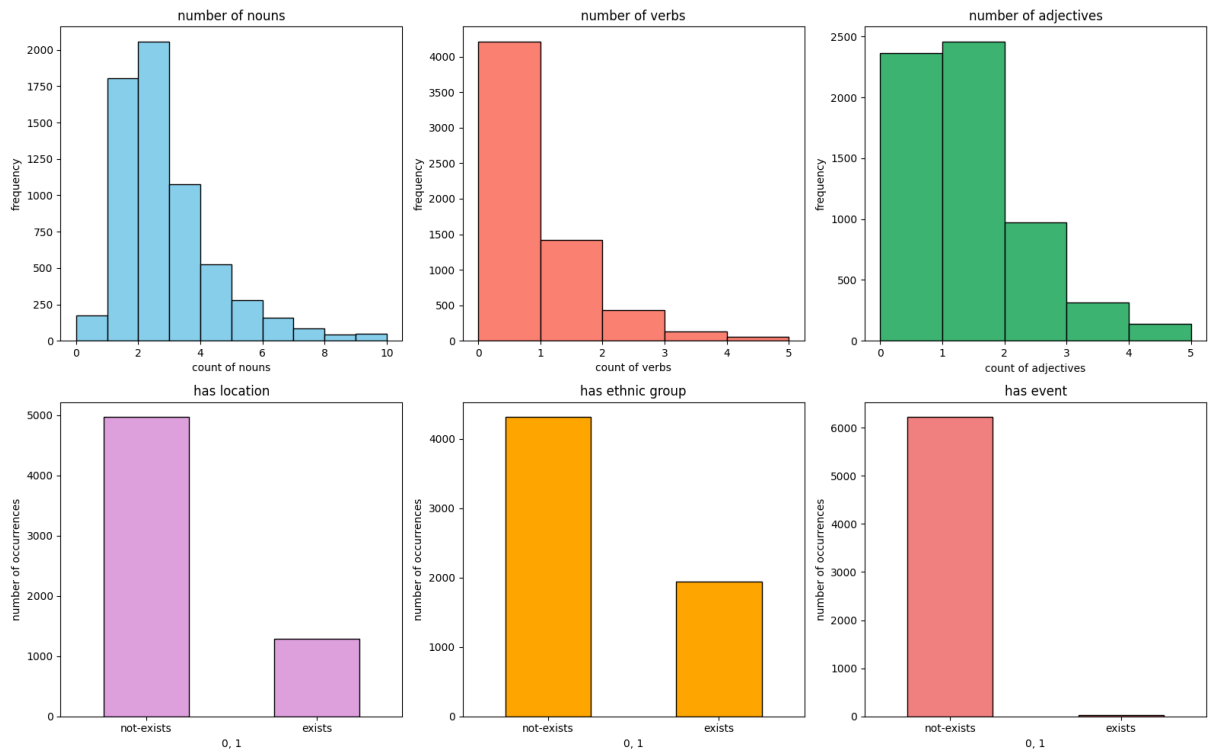 number of nouns
2000
1750
1500
1250
1000
750
500
250
0
frequency
0 2 4 6 8 10
count of nouns
number of verbs
4000
3500
3000
2500
2000
1500
1000
500
0
frequency
0 1 2 3 4 5
count of verbs
number of adjectives
2500
2000
1500
1000
500
0
frequency
0 1 2 3 4 5
count of adjectives
has location
5000
4000
3000
2000
1000
0
number of occurrences
not-exists exists
0, 1
has ethnic group
4000
3000
2000
1000
0
number of occurrences
not-exists exists
0, 1
has event
6000
5000
4000
3000
2000
1000
0
number of occurrences
not-exists exists
0, 1